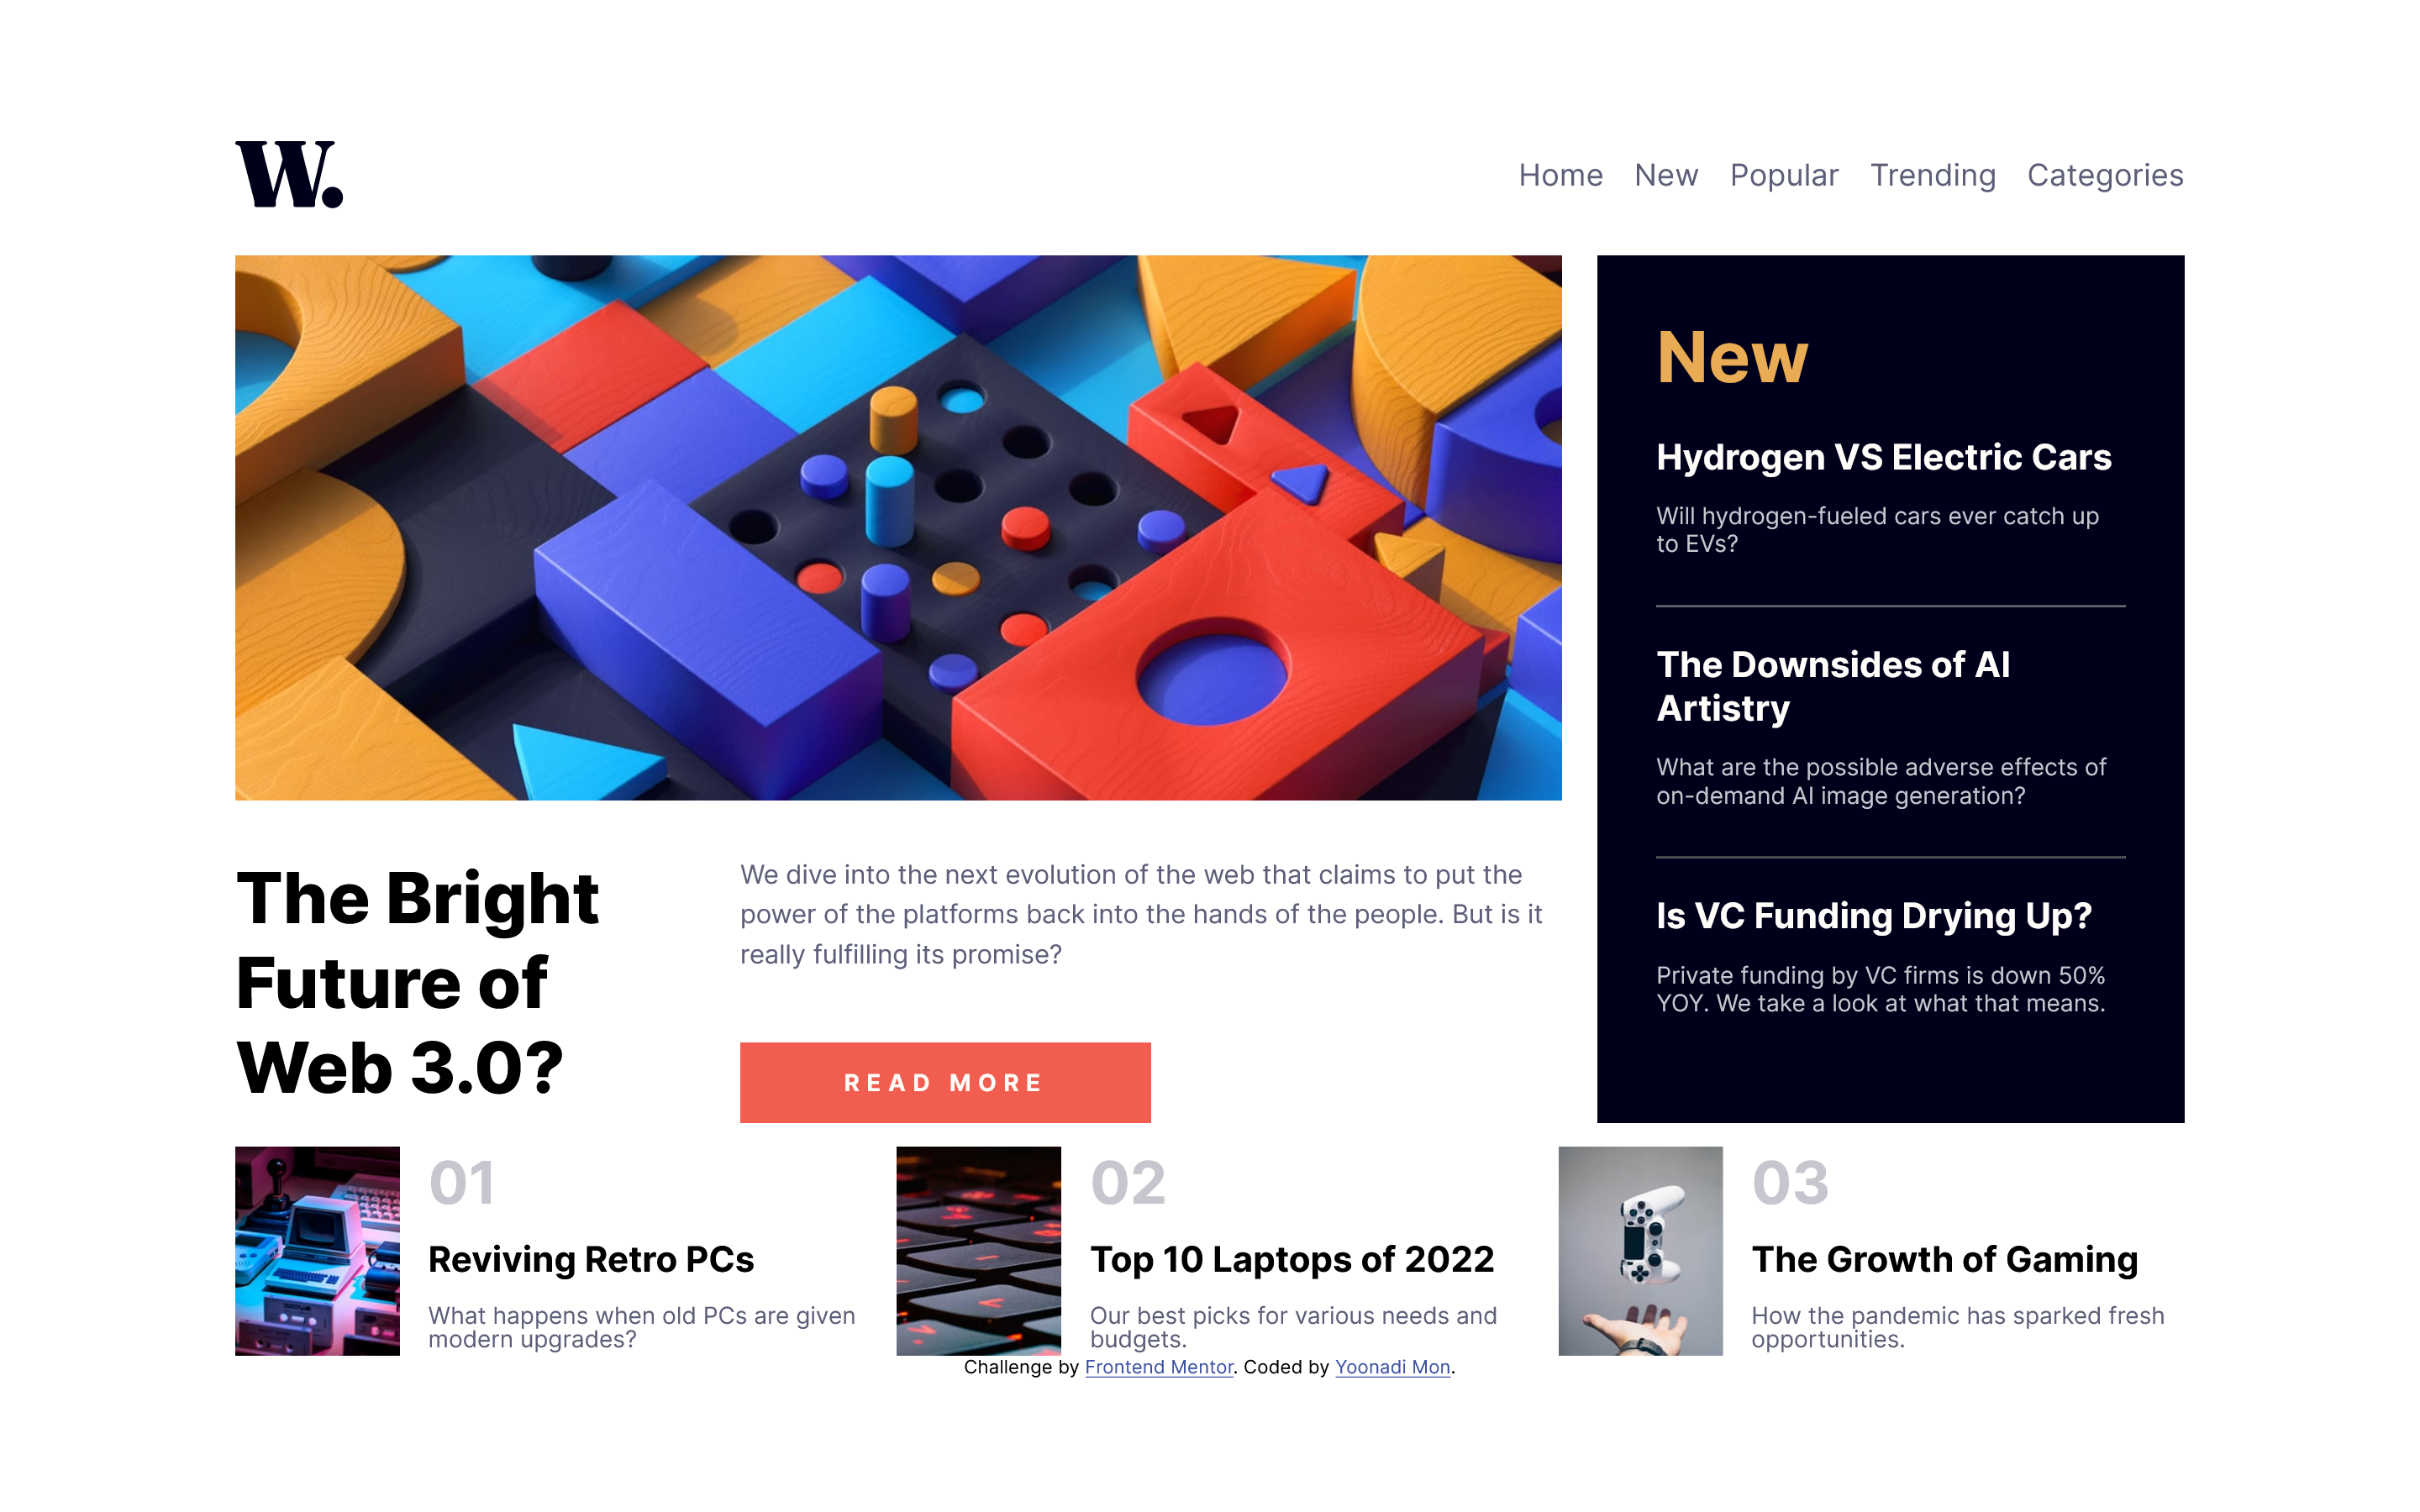 W.
Home New Popular Trending Categories
New
Hydrogen VS Electric Cars
Will hydrogen-fueled cars ever catch up
to EVs?
The Downsides of AI
Artistry
What are the possible adverse effects of
on-demand AI image generation?
Is VC Funding Drying Up?
Private funding by VC firms is down 50%
YOY. We take a look at what that means.
The Bright
Future of
Web 3.0?
We dive into the next evolution of the web that claims to put the
power of the platforms back into the hands of the people. But is it
really fulfilling its promise?
READ MORE
01
Reviving Retro PCs
What happens when old PCs are given
modern upgrades?
02
Top 10 Laptops of 2022
Our best picks for various needs and
budgets.
03
The Growth of Gaming
How the pandemic has sparked fresh
opportunities.
Challenge by Frontend Mentor. Coded by Yoonadi Mon.